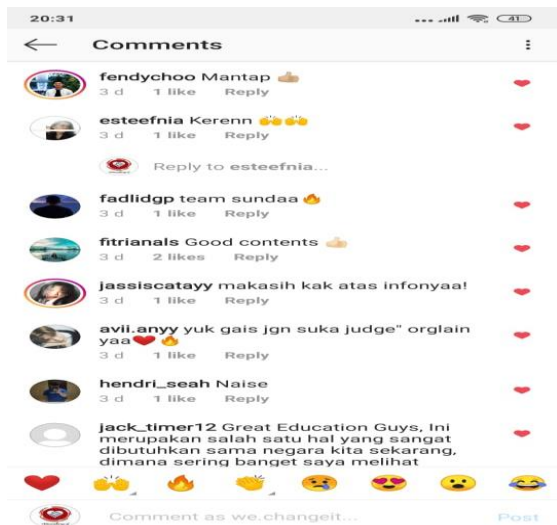 20:31
41
Comments
fendychoo Mantap 👍🏼
3 d 1 like Reply
esteefnia Kerenn 🙌🙌
3 d 1 like Reply
Reply to esteefnia...
fadlidgp team sundaa🔥
3 d 1 like Reply
fitrianals Good contents 👍🏼
3 d 2 likes Reply
jassiscatayy makasih kak atas infonyaa!
3 d 1 like Reply
avii.anyy yuk gais jgn suka judge" orglain
yaa❤️🔥
3 d 1 like Reply
hendri_seah Naise
3 d 1 like Reply
jack_timer12 Great Education Guys, Ini
merupakan salah satu hal yang sangat
dibutuhkan sama negara kita sekarang,
dimana sering banget saya melihat
Comment as we.changeit...
Post